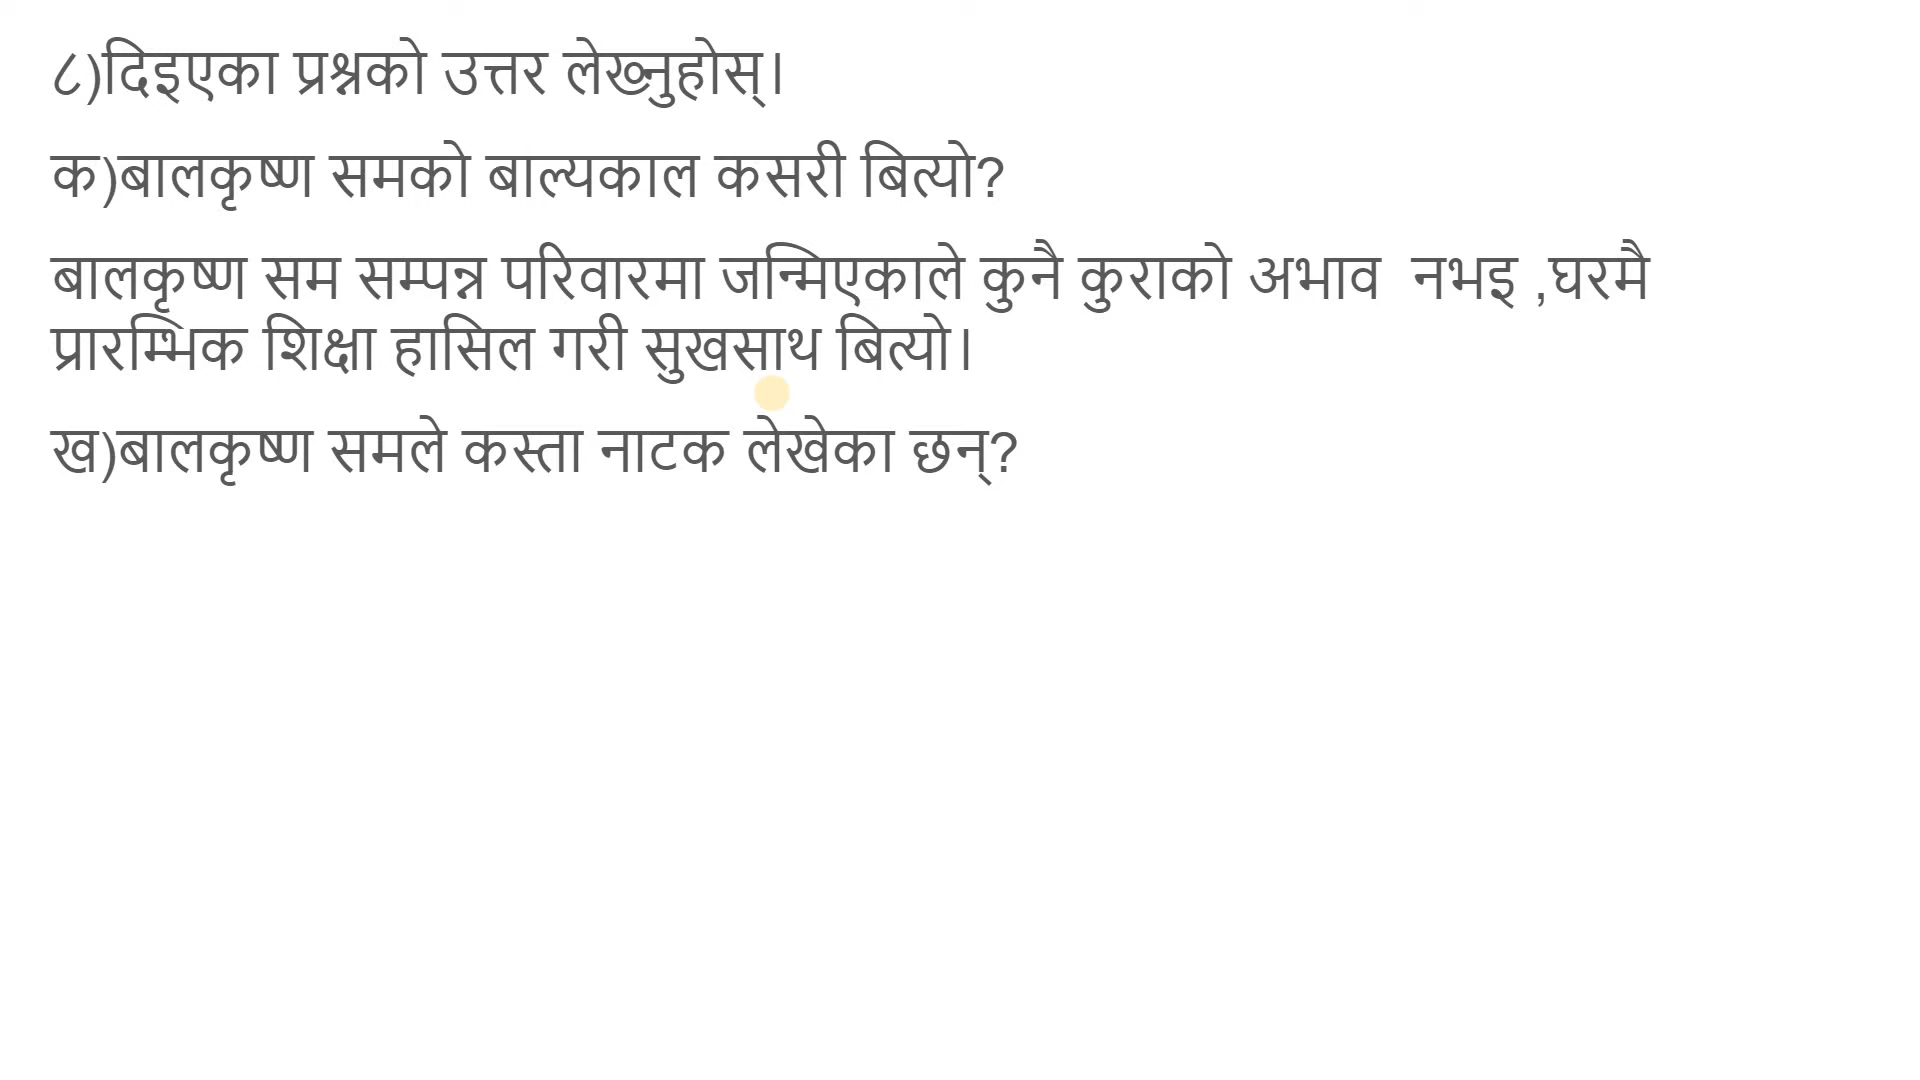 ८)दिइएका प्रश्नको उत्तर लेख्नुहोस्।
क)बालकृष्ण समको बाल्यकाल कसरी बित्यो?
बालकृष्ण सम सम्पन्न परिवारमा जन्मिएकाले कुनै कुराको अभाव  नभइ ,घरमै
प्रारम्भिक शिक्षा हासिल गरी सुखसाथ बित्यो।
ख)बालकृष्ण समले कस्ता नाटक लेखेका छन्?